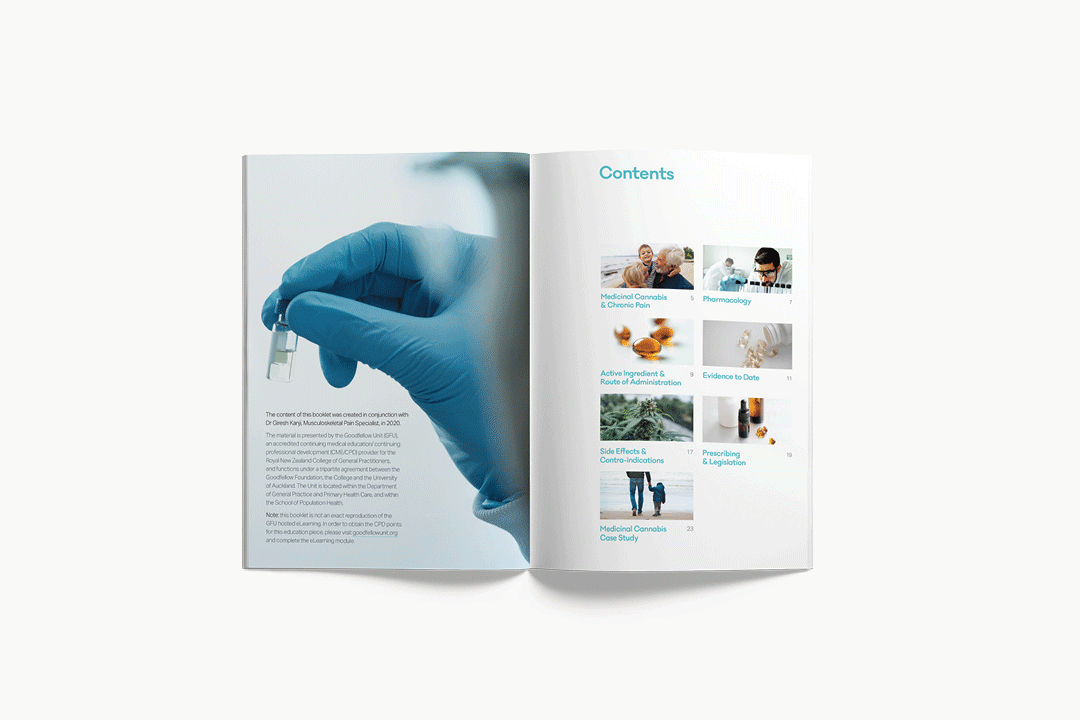 The content of this booklet was created in conjunction with
Dr Giresh Kanji, Musculoskeletal Pain Specialist, in 2020.
The material is presented by the Goodfellow Unit (GFU),
an accredited continuing medical education/ continuing
professional development (CME/CPD) provider for the
Royal New Zealand College of General Practitioners,
and functions under a tripartite agreement between the
Goodfellow Foundation, the College and the University
of Auckland. The Unit is located within the Department
of General Practice and Primary Health Care, and within
the School of Population Health.
Note: this booklet is not an exact reproduction of the
GFU hosted eLearning. In order to obtain the CPD points
for this education piece, please visit goodfellowunit.org
and complete the eLearning module
Contents
Medicinal Cannabis 5
& Chronic Pain
Pharmacology 7
Active Ingredient & 9
Route of Administration
Evidence to Date 11
Side Effects & 17
Contra-indications
Prescribing 19
& Legislation
Medicinal Cannabis 23
Case Study